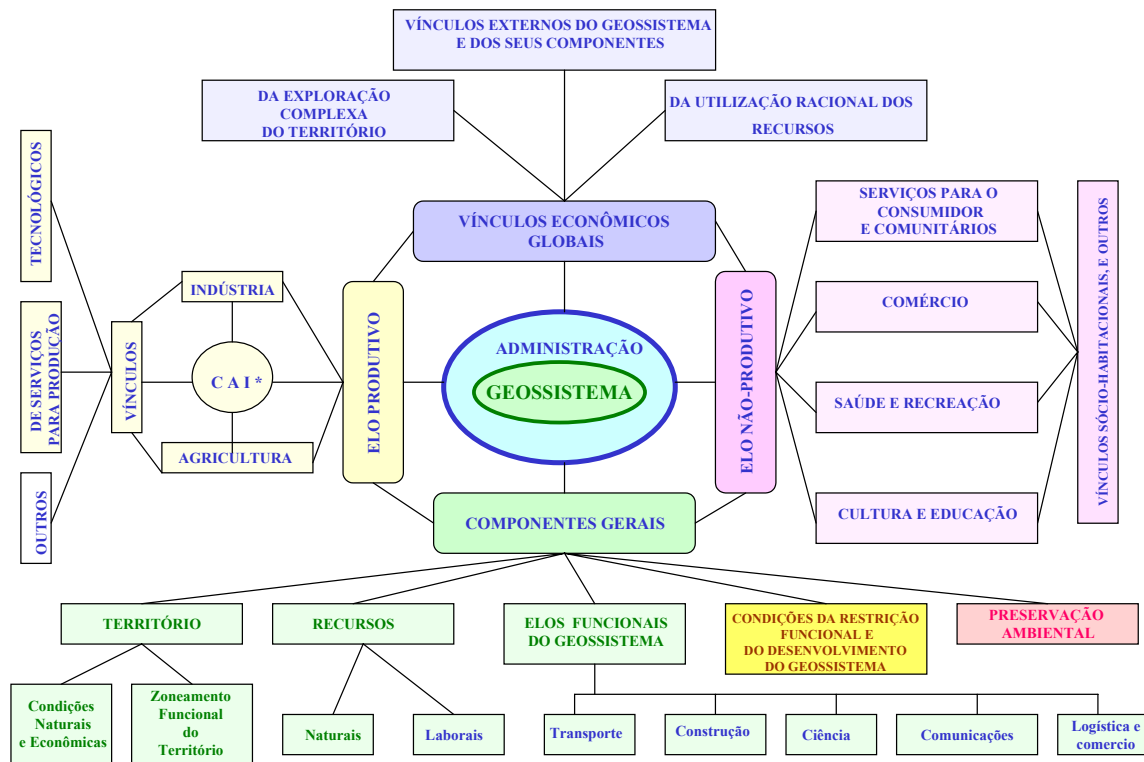 VÍNCULOS EXTERNOS DO GEOSSISTEMA
E DOS SEUS COMPONENTES
DA EXPLORAÇÃO
COMPLEXA
DO TERRITÓRIO
DA UTILIZAÇÃO RACIONAL DOS
RECURSOS
VÍNCULOS ECONÔMICOS
GLOBAIS
TECNOLÓGICOS
DE SERVIÇOS
PARA PRODUÇÃO
OUTROS
VÍNCULOS
INDÚSTRIA
C A I *
AGRICULTURA
ELO PRODUTIVO
ADMINISTRAÇÃO
GEOSSISTEMA
ELO NÃO-PRODUTIVO
SERVIÇOS PARA O
CONSUMIDOR
E COMUNITÁRIOS
COMÉRCIO
SAÚDE E RECREAÇÃO
CULTURA E EDUCAÇÃO
VÍNCULOS SÓCIO-HABITACIONAIS, E OUTROS
COMPONENTES GERAIS
TERRITÓRIO
RECURSOS
ELOS FUNCIONAIS
DO GEOSSISTEMA
CONDIÇÕES DA RESTRIÇÃO
FUNCIONAL E
DO DESENVOLVIMENTO
DO GEOSSISTEMA
PRESERVAÇÃO
AMBIENTAL
Condições
Naturais
e Econômicas
Zoneamento
Funcional
do
Território
Naturais
Laborais
Transporte
Construção
Ciência
Comunicações
Logística e
comercio